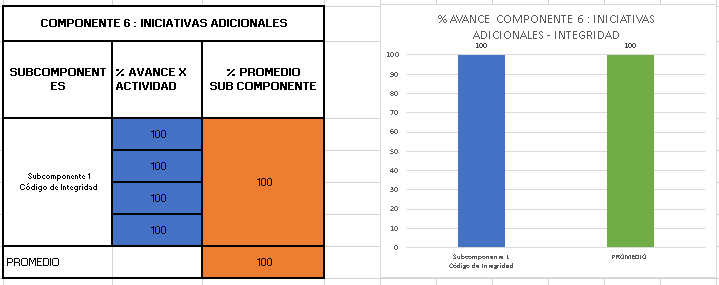 COMPONENTE 6 : INICIATIVAS ADICIONALES
SUBCOMPONENT
ES
% AVANCE X
ACTIVIDAD
% PROMEDIO
SUB COMPONENTE
Subcomponente 1
Código de Integridad
100
100
100
100
100
PROMEDIO
100
% AVANCE COMPONENTE 6 : INICIATIVAS
ADICIONALES - INTEGRIDAD
100
90
80
70
60
50
40
30
20
10
0
100
100
Subcomponente 1
Código de Integridad
PROMEDIO